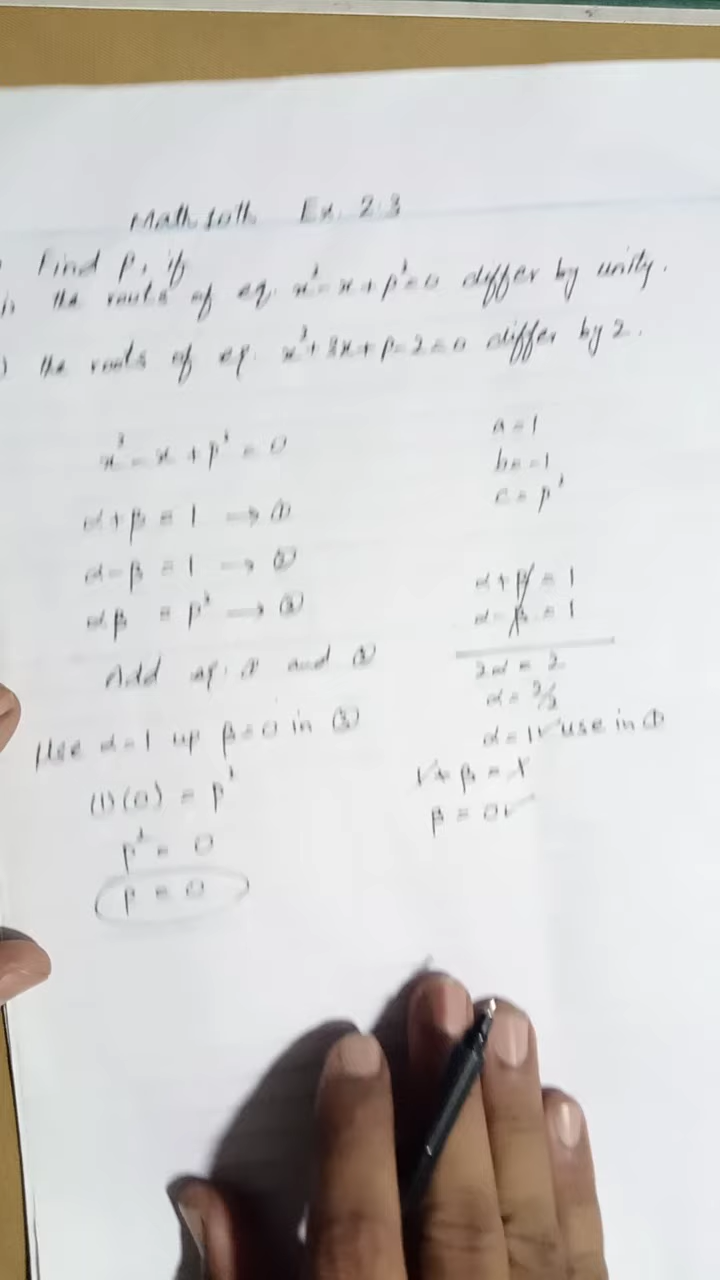 Math 10th Ex. 2.3
Find P, if
i) the roots of eq. x² - x + p² = 0 differ by unity.
) the roots of eq. x² + 3x + p - 2 = 0 differ by 2.
x² - x + p² = 0
α + β = 1 → ①
α - β = 1 → ②
αβ = p² → ③
Add eq. ① and ②
Use α = 1 β = 0 in ③
(1)(0) = p²
p² = 0
p = 0
a = 1
b = -1
c = p²
α + β = 1
α - β = 1
2α = 2
α = 2/2
α = 1 ✓ use in ①
1 + β = 1
β = 0 ✓